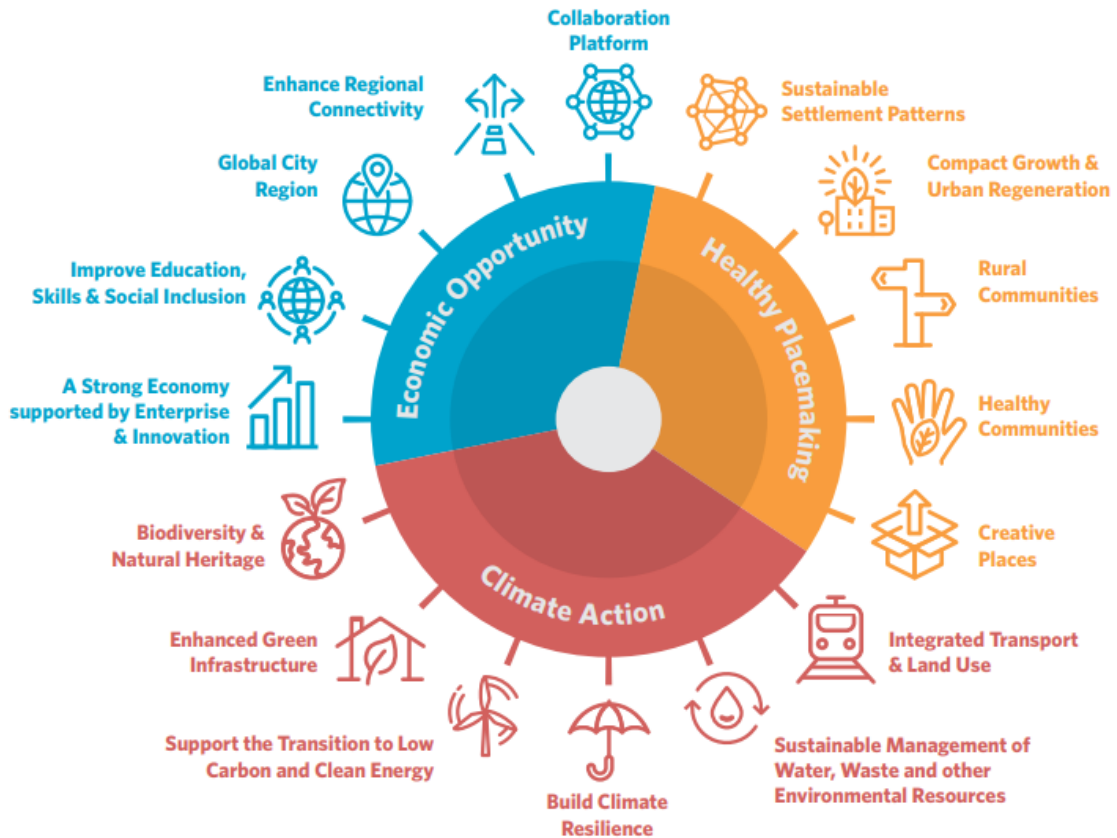 Collaboration
Platform
Sustainable
Settlement Patterns
Compact Growth &
Urban Regeneration
Rural
Communities
Healthy
Communities
Creative
Places
Integrated Transport
& Land Use
Sustainable Management of
Water, Waste and other
Environmental Resources
Build Climate
Resilience
Support the Transition to Low
Carbon and Clean Energy
Enhanced Green
Infrastructure
Biodiversity &
Natural Heritage
A Strong Economy
supported by Enterprise
& Innovation
Improve Education,
Skills & Social Inclusion
Global City
Region
Enhance Regional
Connectivity
Economic Opportunity
Healthy Placemaking
Climate Action